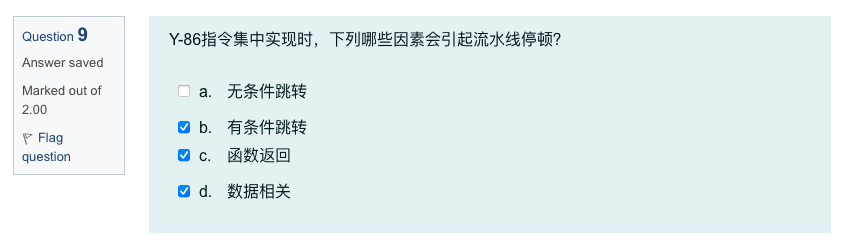 Question 9
Answer saved
Marked out of
2.00
Flag
question
Y-86指令集中实现时，下列哪些因素会引起流水线停顿?
a. 无条件跳转
b. 有条件跳转
c. 函数返回
d. 数据相关